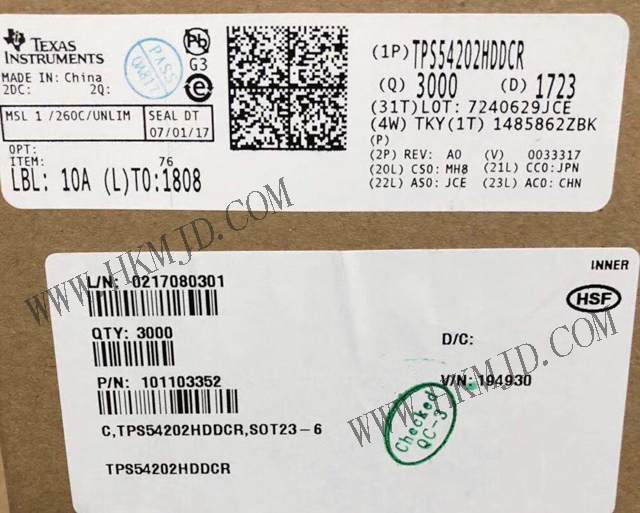 TEXAS
INSTRUMENTS
MADE IN: China
2DC: 2Q:
PASS
QA817
Pb
G3
e
MSL 1 /260C/UNLIM
SEAL DT
07/01/17
OPT:
ITEM: 76
LBL: 10A (L)TO:1808
(1P) TPS54202HDDCR
(Q) 3000 (D) 1723
(31T)LOT: 7240629JCE
(4W) TKY(1T) 1485862ZBK
(P)
(2P) REV: A0 (V) 0033317
(20L) CSO: MH8 (21L) CCO:JPN
(22L) ASO: JCE (23L) ACO: CHN
WWW.HKMJD.COM
WWW.HKMJD.COM
INNER
HSF
L/N: 0217080301
QTY: 3000
D/C:
P/N: 101103352
V/N: 194930
C,TPS54202HDDCR,SOT23-6
Checked
QC-3
TPS54202HDDCR